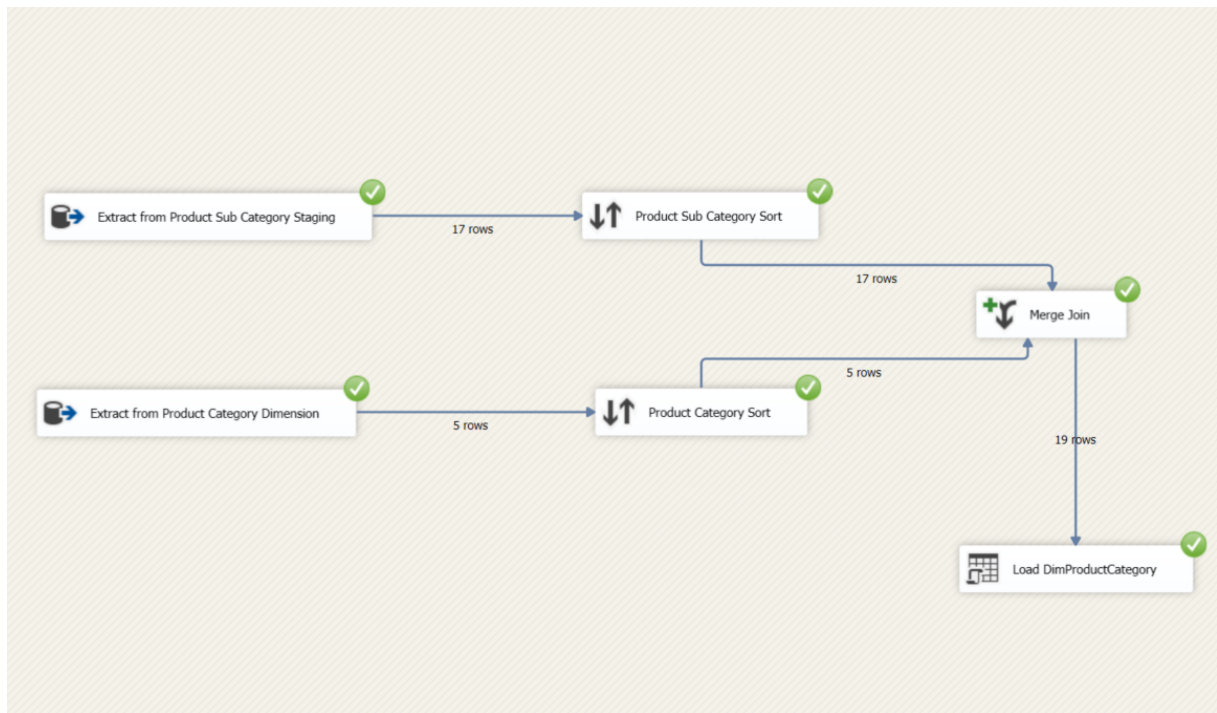 Extract from Product Sub Category Staging
17 rows
Product Sub Category Sort
17 rows
Merge Join
5 rows
Extract from Product Category Dimension
5 rows
Product Category Sort
19 rows
Load DimProductCategory